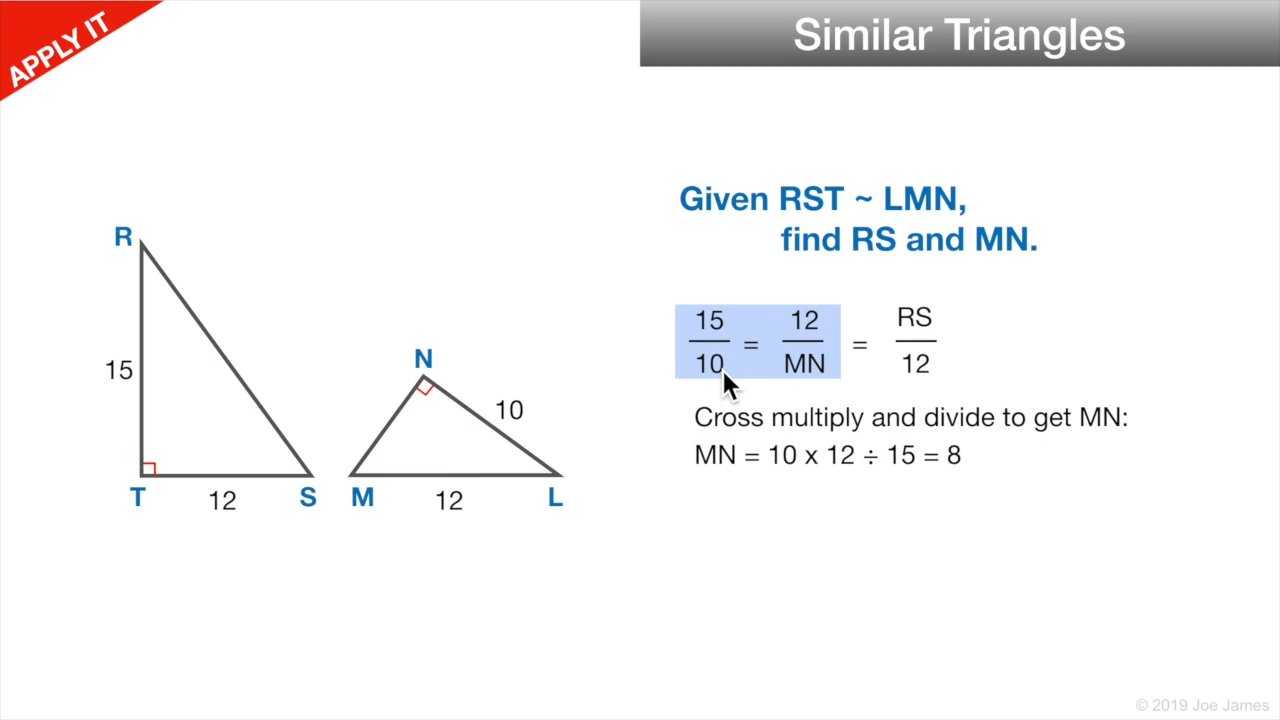 APPLY IT
Similar Triangles
Given RST ~ LMN,
find RS and MN.
R
15
T
12
S
N
10
M
12
L
15/10 = 12/MN = RS/12
Cross multiply and divide to get MN:
MN = 10 x 12 ÷ 15 = 8
© 2019 Joe James